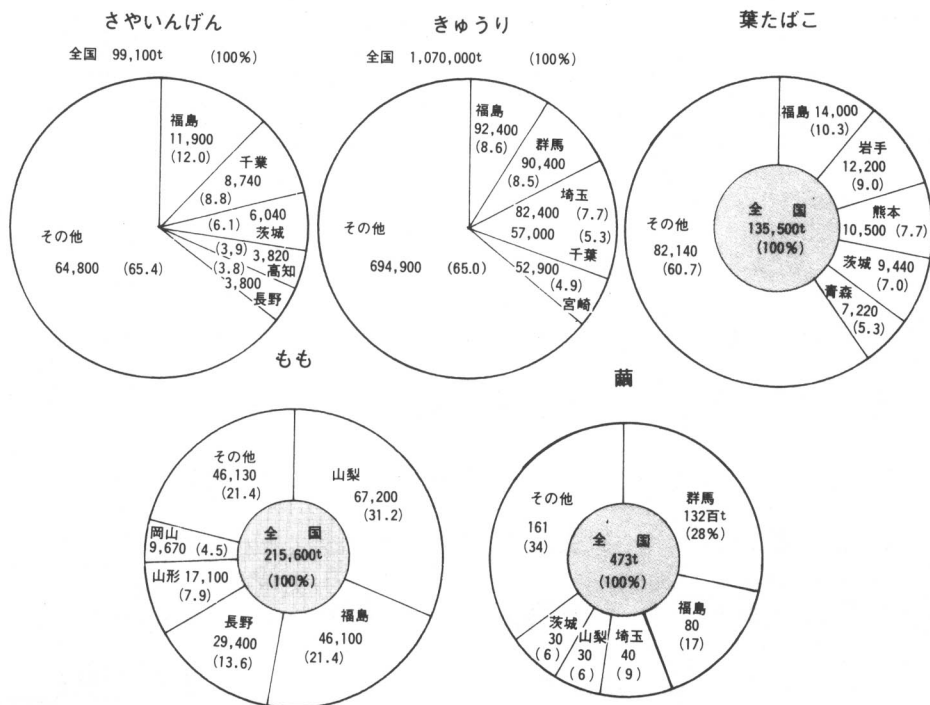 さやいんげん
全国 99,100t (100%)
福島
11,900
(12.0)
千葉
8,740
(8.8)
6,040
(6.1)
茨城
(3.9) 3,820
高知
(3.8)
3,800
長野
その他
64,800 (65.4)
きゅうり
全国 1,070,000t (100%)
福島
92,400
(8.6)
群馬
90,400
(8.5)
埼玉
82,400 (7.7)
57,000 (5.3)
千葉
52,900
(4.9)
宮崎
その他
694,900 (65.0)
葉たばこ
福島 14,000
(10.3)
岩手
12,200
(9.0)
熊本
10,500 (7.7)
茨城 9,440
(7.0)
青森
7,220
(5.3)
その他
82,140
(60.7)
全国
135,500t
(100%)
もも
山梨
67,200
(31.2)
福島
46,100
(21.4)
長野
29,400
(13.6)
山形 17,100
(7.9)
岡山
9,670 (4.5)
その他
46,130
(21.4)
全国
215,600t
(100%)
繭
群馬
132百t
(28%)
福島
80
(17)
埼玉
40
(9)
山梨
30
(6)
茨城
30
(6)
その他
161
(34)
全国
473t
(100%)